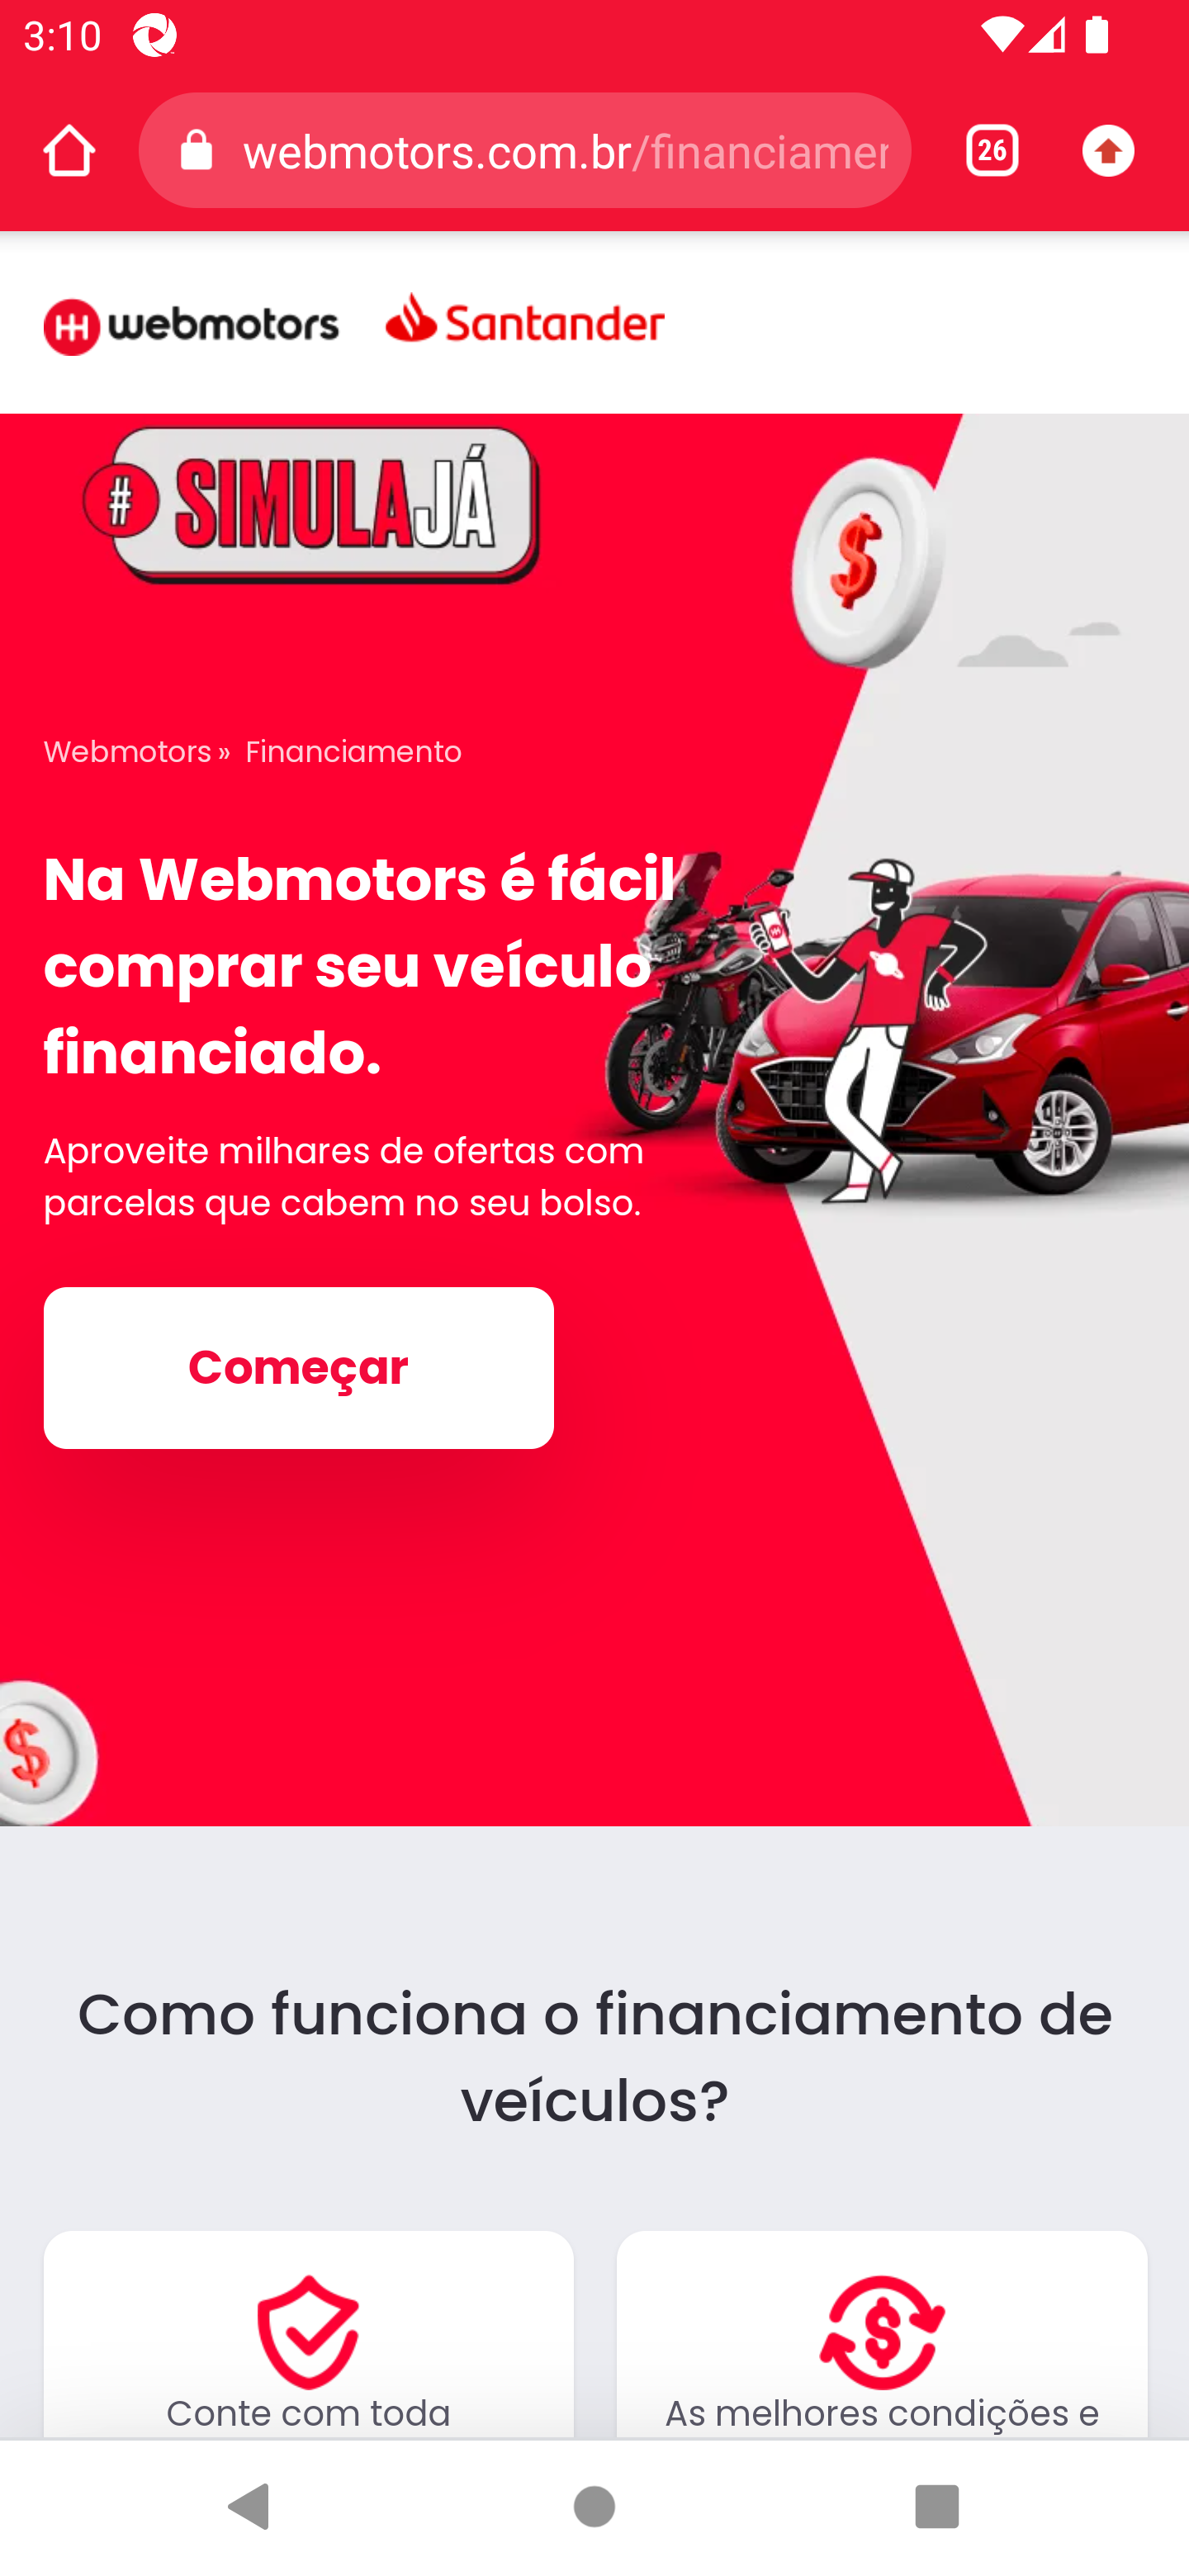 3:10
webmotors.com.br/financiamer
26
webmotors Santander
# SIMULAJÁ
Webmotors » Financiamento
Na Webmotors é fácil
comprar seu veículo
financiado.
Aproveite milhares de ofertas com
parcelas que cabem no seu bolso.
Começar
Como funciona o financiamento de
veículos?
Conte com toda
As melhores condições e